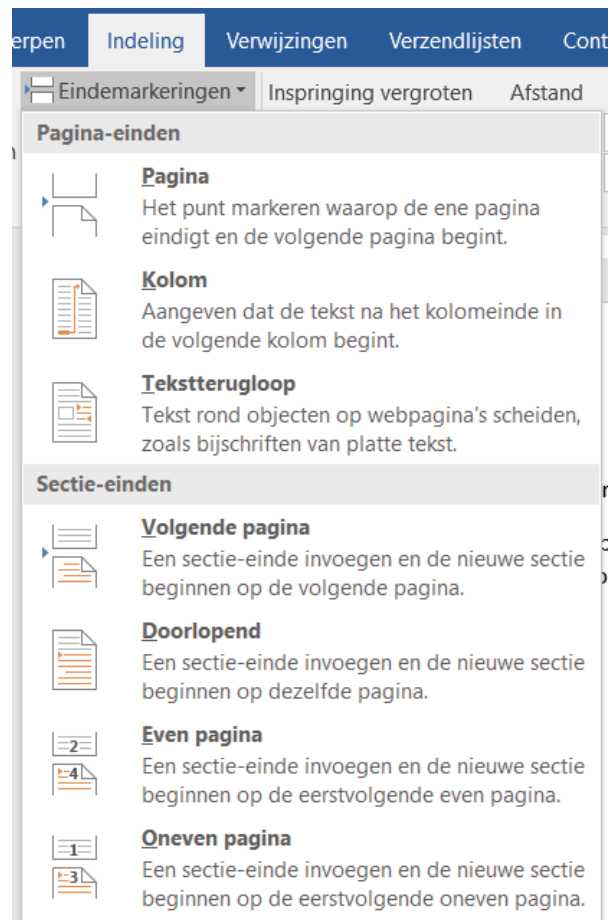 erpen Indeling Verwijzingen Verzendlijsten Cont
Eindemarkeringen Inspringing vergroten Afstand
Pagina-einden
Pagina
Het punt markeren waarop de ene pagina
eindigt en de volgende pagina begint.
Kolom
Aangeven dat de tekst na het kolomeinde in
de volgende kolom begint.
Tekstterugloop
Tekst rond objecten op webpagina's scheiden,
zoals bijschriften van platte tekst.
Sectie-einden
Volgende pagina
Een sectie-einde invoegen en de nieuwe sectie
beginnen op de volgende pagina.
Doorlopend
Een sectie-einde invoegen en de nieuwe sectie
beginnen op dezelfde pagina.
2
4
Even pagina
Een sectie-einde invoegen en de nieuwe sectie
beginnen op de eerstvolgende even pagina.
1
3
Oneven pagina
Een sectie-einde invoegen en de nieuwe sectie
beginnen op de eerstvolgende oneven pagina.